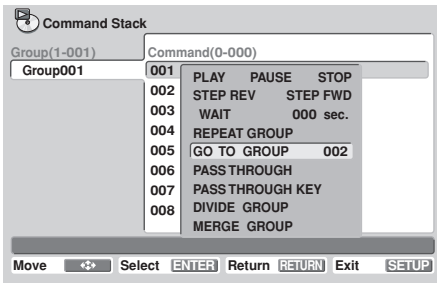 Command Stack
Group(1-001) Command(0-000)
Group001 001
PLAY PAUSE STOP
002 STEP REV STEP FWD
003 WAIT 000 sec.
004 REPEAT GROUP
005 GO TO GROUP 002
006 PASS THROUGH
007 PASS THROUGH KEY
008 DIVIDE GROUP
MERGE GROUP
Move Select ENTER Return RETURN Exit SETUP